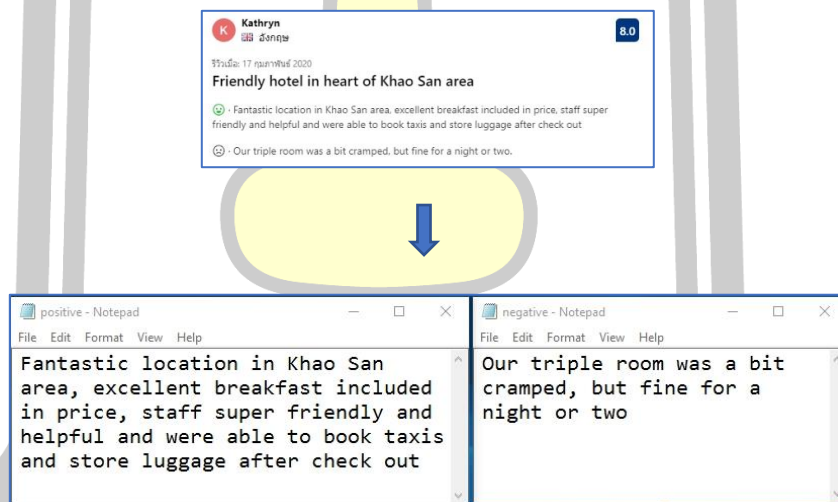 K
Kathryn
อังกฤษ
8.0
รีวิวเมื่อ: 17 กุมภาพันธ์ 2020
Friendly hotel in heart of Khao San area
· Fantastic location in Khao San area, excellent breakfast included in price, staff super
friendly and helpful and were able to book taxis and store luggage after check out
· Our triple room was a bit cramped, but fine for a night or two.
positive - Notepad
File Edit Format View Help
Fantastic location in Khao San
area, excellent breakfast included
in price, staff super friendly and
helpful and were able to book taxis
and store luggage after check out
negative - Notepad
File Edit Format View Help
Our triple room was a bit
cramped, but fine for a
night or two